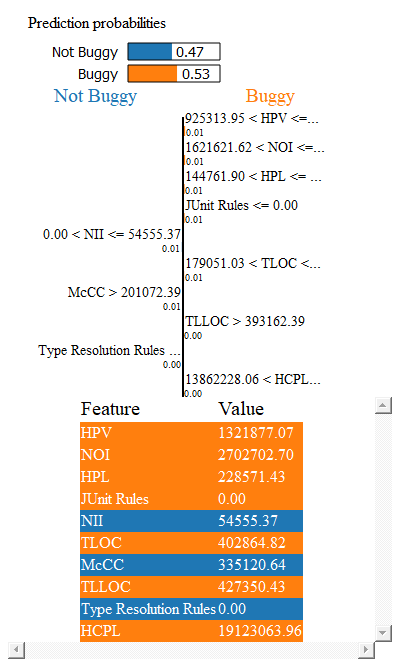 Prediction probabilities
Not Buggy 0.47
Buggy 0.53
Not Buggy Buggy
925313.95 < HPV <=...
0.01
1621621.62 < NOI <=...
0.01
144761.90 < HPL <= ...
0.01
JUnit Rules <= 0.00
0.01
0.00 < NII <= 54555.37
0.01
179051.03 < TLOC <...
0.01
McCC > 201072.39
0.01
TLLOC > 393162.39
0.00
Type Resolution Rules ...
0.00
13862228.06 < HCPL...
0.00
Feature Value
HPV 1321877.07
NOI 2702702.70
HPL 228571.43
JUnit Rules 0.00
NII 54555.37
TLOC 402864.82
McCC 335120.64
TLLOC 427350.43
Type Resolution Rules 0.00
HCPL 19123063.96